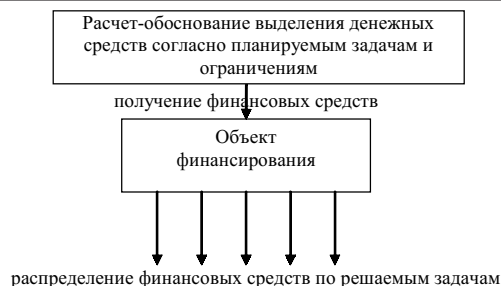 Расчет-обоснование выделения денежных
средств согласно планируемым задачам и
ограничениям
получение финансовых средств
Объект
финансирования
распределение финансовых средств по решаемым задачам